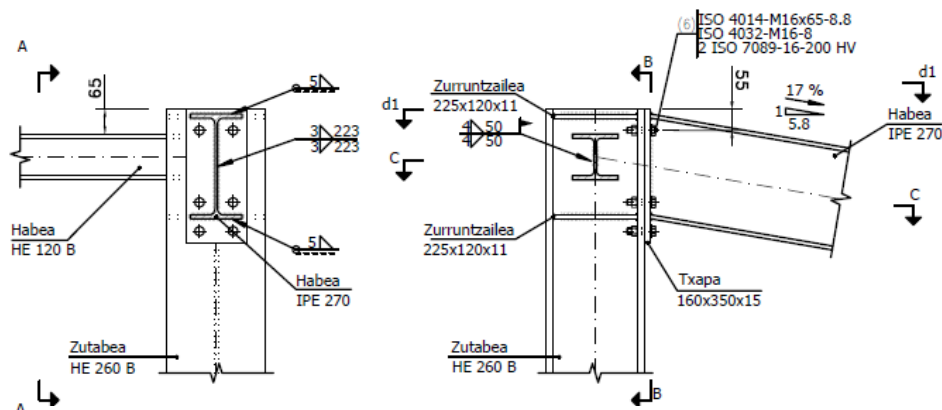 A
65
5
3 223
3 223
5
Habea
HE 120 B
Habea
IPE 270
Zutabea
HE 260 B
A
d1
C
(6) ISO 4014-M16x65-8.8
ISO 4032-M16-8
2 ISO 7089-16-200 HV
B
55
17 %
1
5.8
d1
Habea
IPE 270
Zurruntzailea
225x120x11
4 50
4 50
C
Zurruntzailea
225x120x11
Txapa
160x350x15
Zutabea
HE 260 B
B